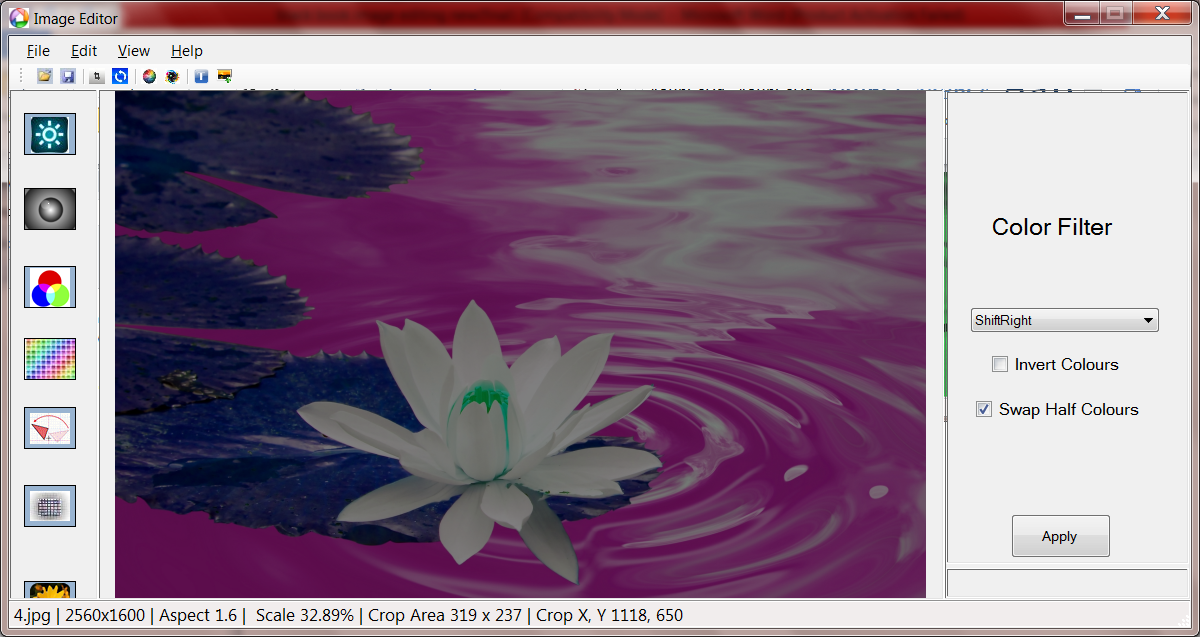 Image Editor
File Edit View Help
Color Filter
ShiftRight
Invert Colours
Swap Half Colours
Apply
4.jpg | 2560x1600 | Aspect 1.6 | Scale 32.89% | Crop Area 319 x 237 | Crop X, Y 1118, 650